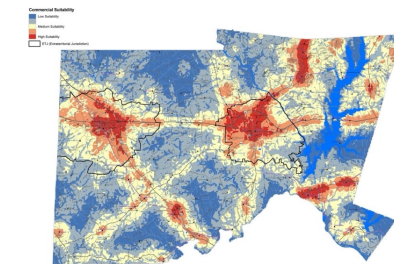 Commercial Suitability
Low Suitability
Medium Suitability
High Suitability
ETJ (Extraterritorial Jurisdiction)